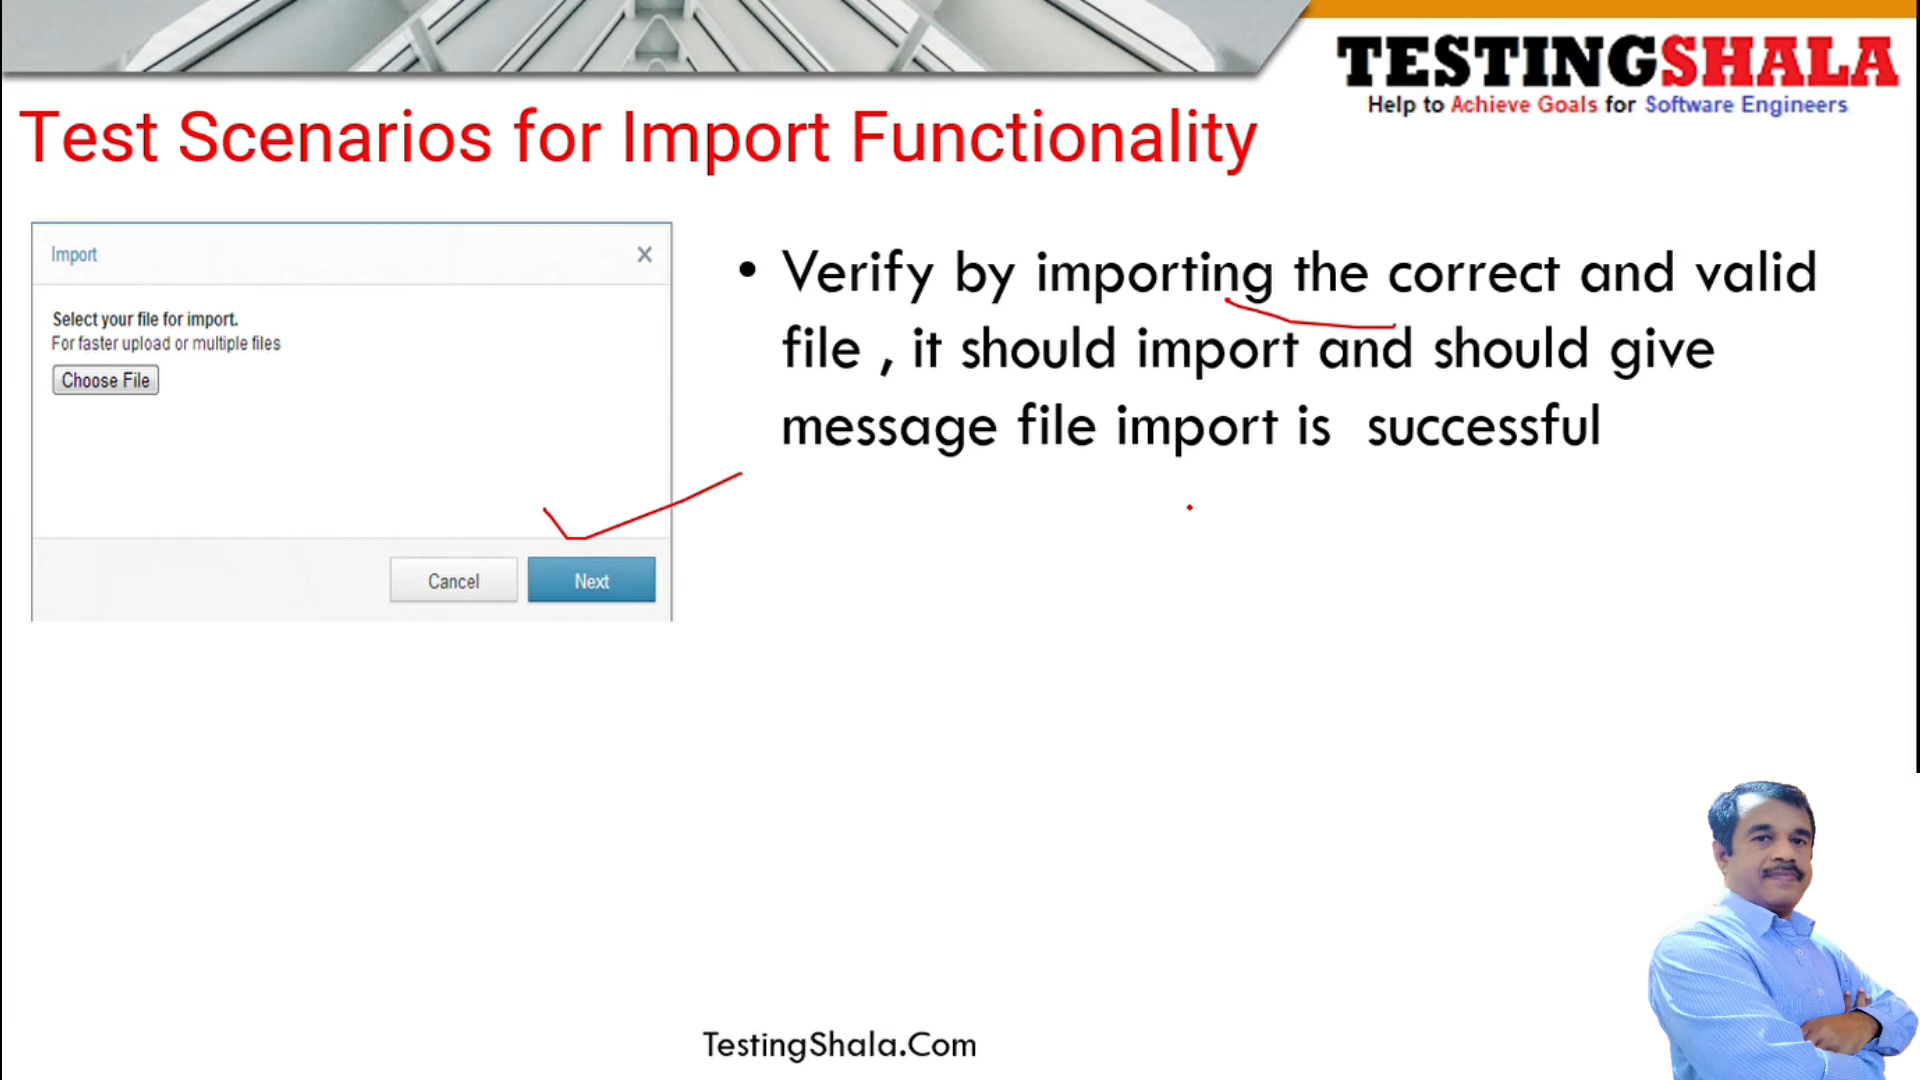 TESTINGSHALA
Help to Achieve Goals for Software Engineers
Test Scenarios for Import Functionality
Import
Select your file for import.
For faster upload or multiple files
Choose File
Cancel
Next
• Verify by importing the correct and valid
file , it should import and should give
message file import is  successful
TestingShala.Com